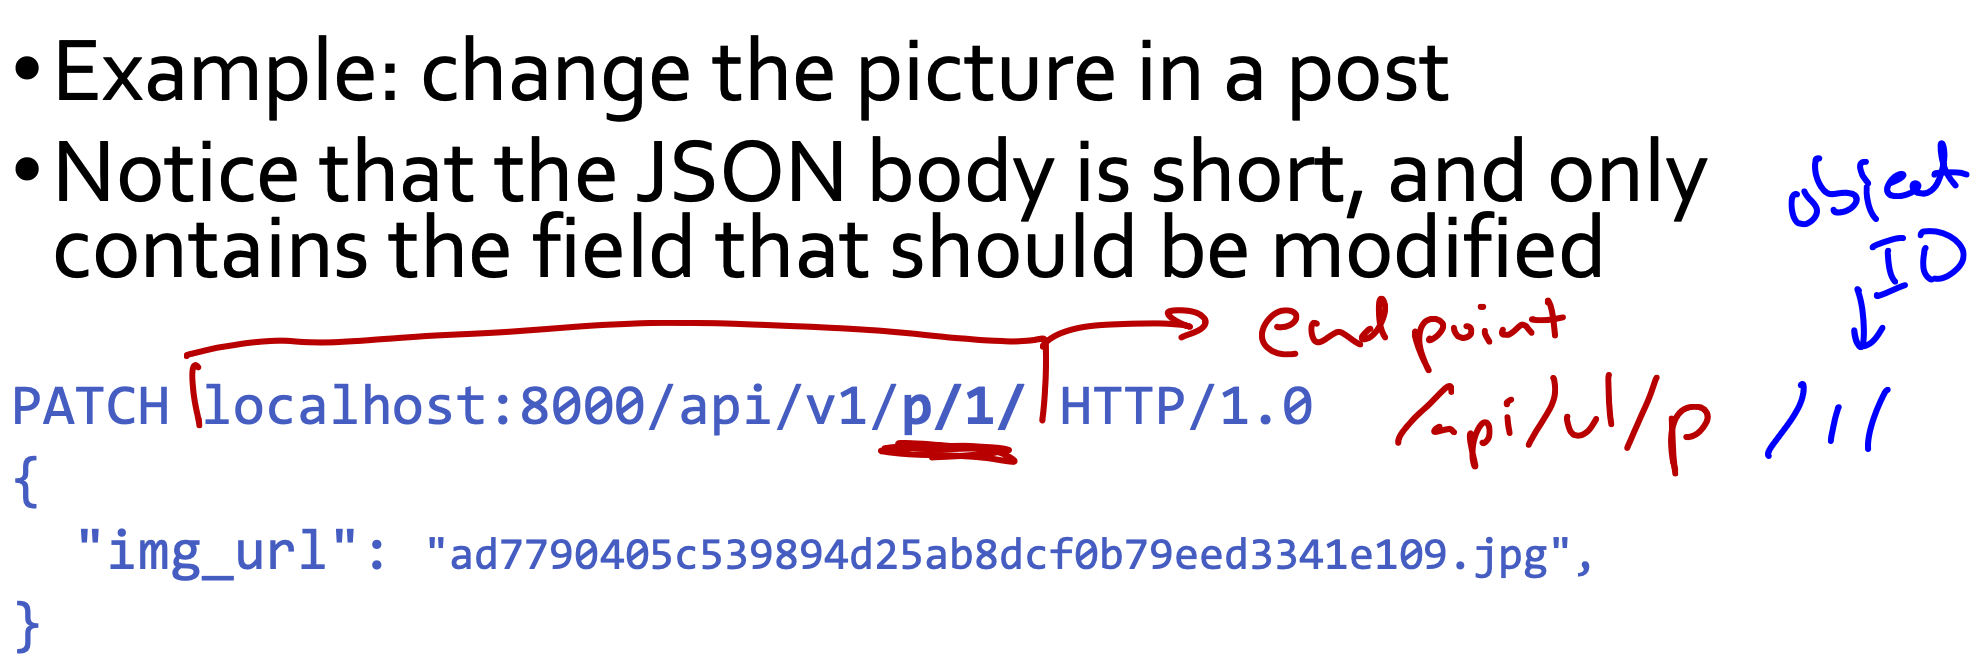 •Example: change the picture in a post
•Notice that the JSON body is short, and only
contains the field that should be modified
object
ID
endpoint
PATCH localhost:8000/api/v1/p/1/ HTTP/1.0
/api/v1/p /1/
{
"img_url": "ad7790405c539894d25ab8dcf0b79eed3341e109.jpg",
}